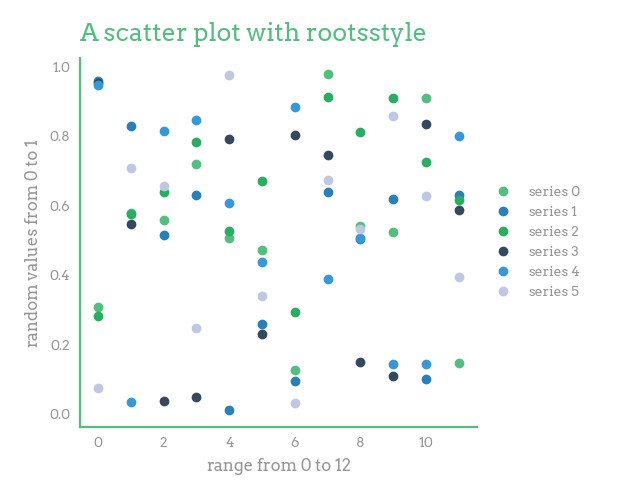 A scatter plot with rootsstyle
random values from 0 to 1
1.0
0.8
0.6
0.4
0.2
0.0
0 2 4 6 8 10
range from 0 to 12
series 0
series 1
series 2
series 3
series 4
series 5